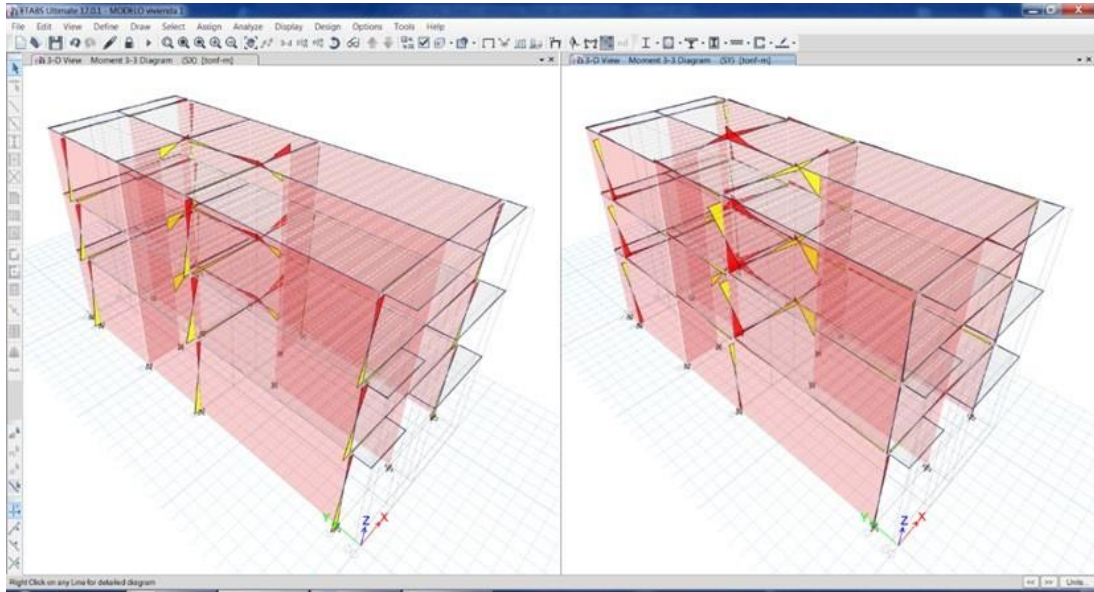 ETABS Ultimate 17.0.1 - MODELO vivienda 1
File Edit View Define Draw Select Assign Analyze Display Design Options Tools Help
3-D View Moment 3-3 Diagram (SX) [tonf-m]
3-D View Moment 3-3 Diagram (SY) [tonf-m]
Y Z X
Y Z X
Right Click on any Line for detailed diagram
<< >> Units...